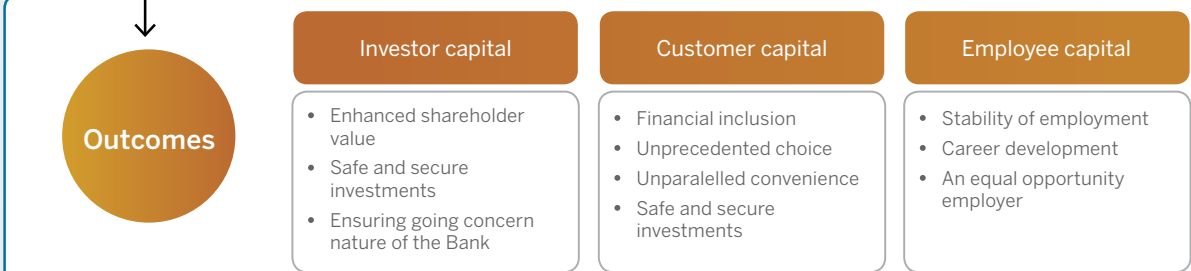 Outcomes
Investor capital
• Enhanced shareholder
value
• Safe and secure
investments
• Ensuring going concern
nature of the Bank
Customer capital
• Financial inclusion
• Unprecedented choice
• Unparalelled convenience
• Safe and secure
investments
Employee capital
• Stability of employment
• Career development
• An equal opportunity
employer